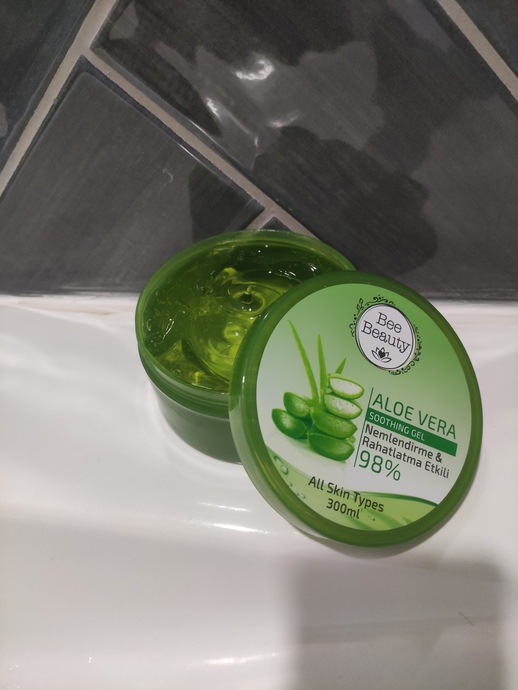 Bee
Beauty
ALOE VERA
SOOTHING GEL
Nemlendirme &
Rahatlatma Etkili
98%
All Skin Types
300ml